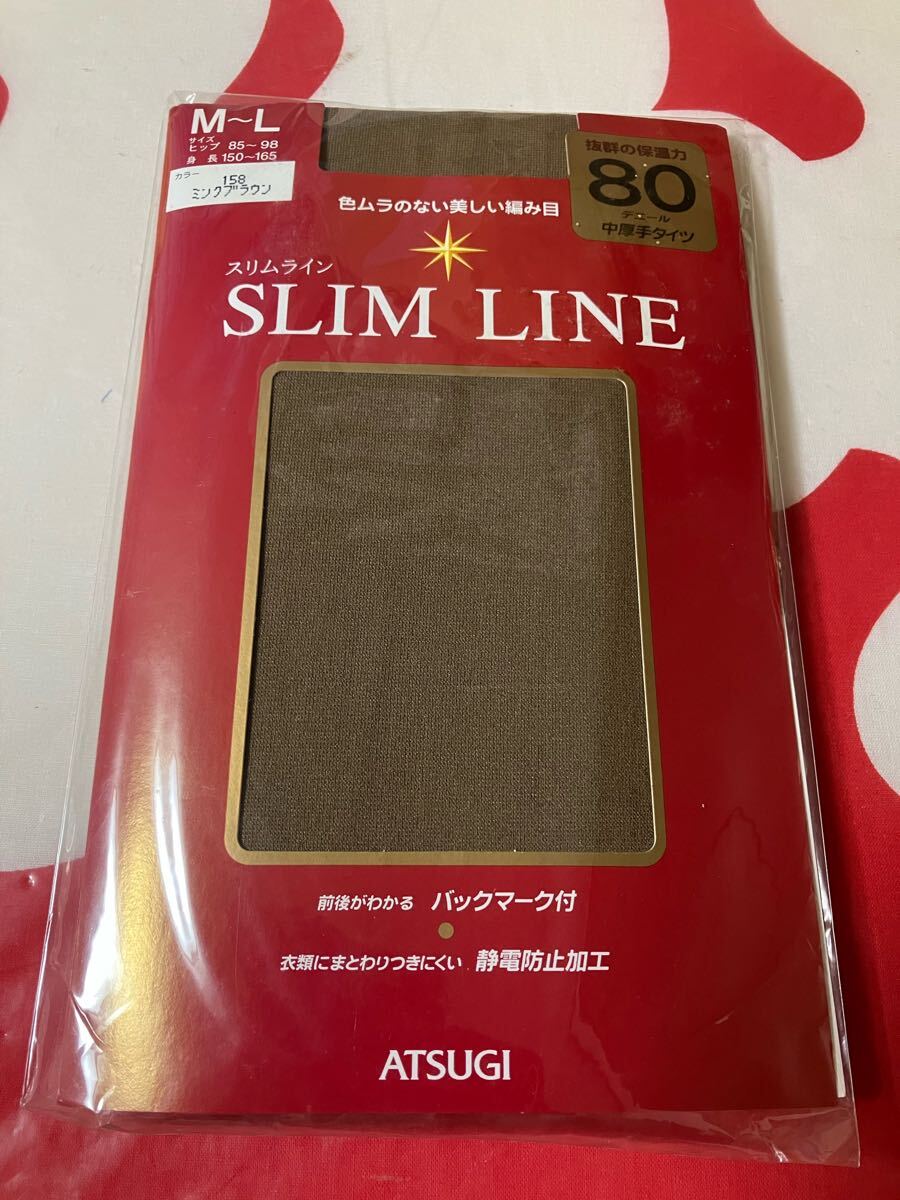 M〜L
サイズ
ヒップ 85〜98
身長 150〜165
カラー
158
ミンクブラウン
抜群の保温力
80
デニール
中厚手タイツ
色ムラのない美しい編み目
スリムライン
SLIM LINE
前後がわかる バックマーク付
衣類にまとわりつきにくい 静電防止加工
ATSUGI